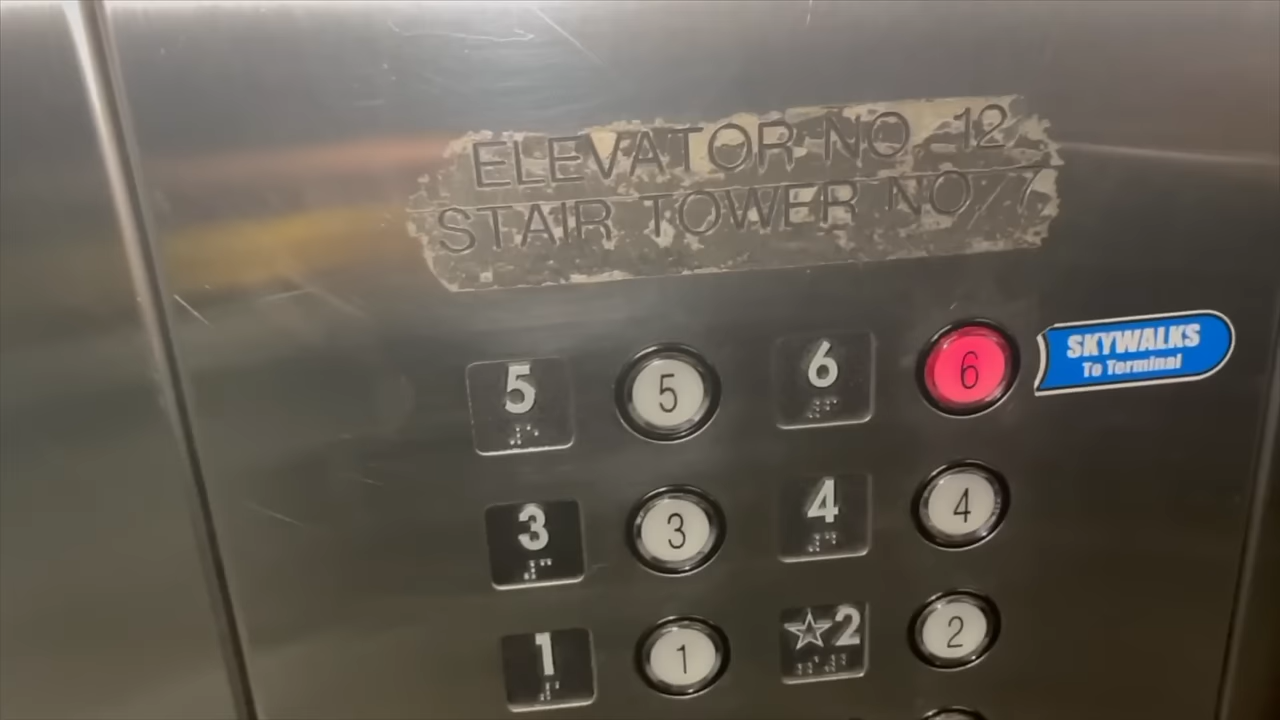 ELEVATOR NO 12
STAIR TOWER NO 7
5 5 6 6
SKYWALKS
To Terminal
3 3 4 4
1 1 ☆2 2